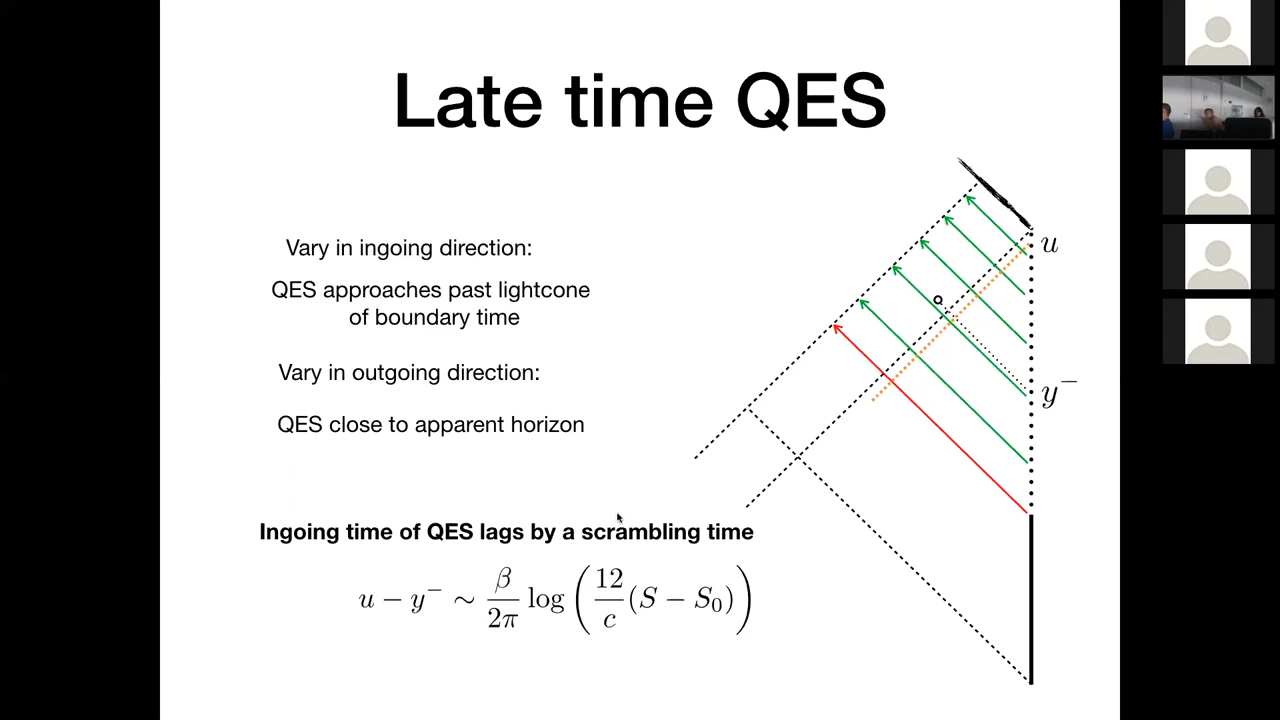 Late time QES
Vary in ingoing direction:
QES approaches past lightcone
of boundary time
Vary in outgoing direction:
QES close to apparent horizon
Ingoing time of QES lags by a scrambling time
u − y⁻ ∼ β/2π log (12/c (S − S₀))
u
y⁻